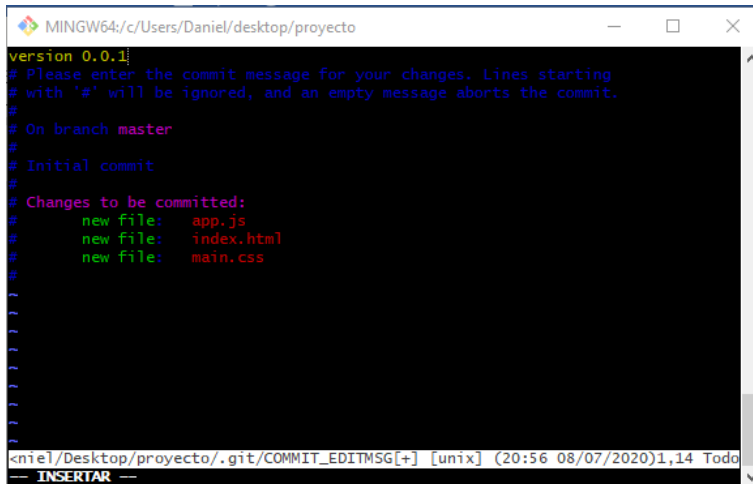 MINGW64:/c/Users/Daniel/desktop/proyecto
version 0.0.1
# Please enter the commit message for your changes. Lines starting
# with '#' will be ignored, and an empty message aborts the commit.
#
# On branch master
#
# Initial commit
#
# Changes to be committed:
#       new file:   app.js
#       new file:   index.html
#       new file:   main.css
#
~
~
~
~
~
~
~
~
~
<niel/Desktop/proyecto/.git/COMMIT_EDITMSG[+] [unix] (20:56 08/07/2020)1,14 Todo
-- INSERTAR --